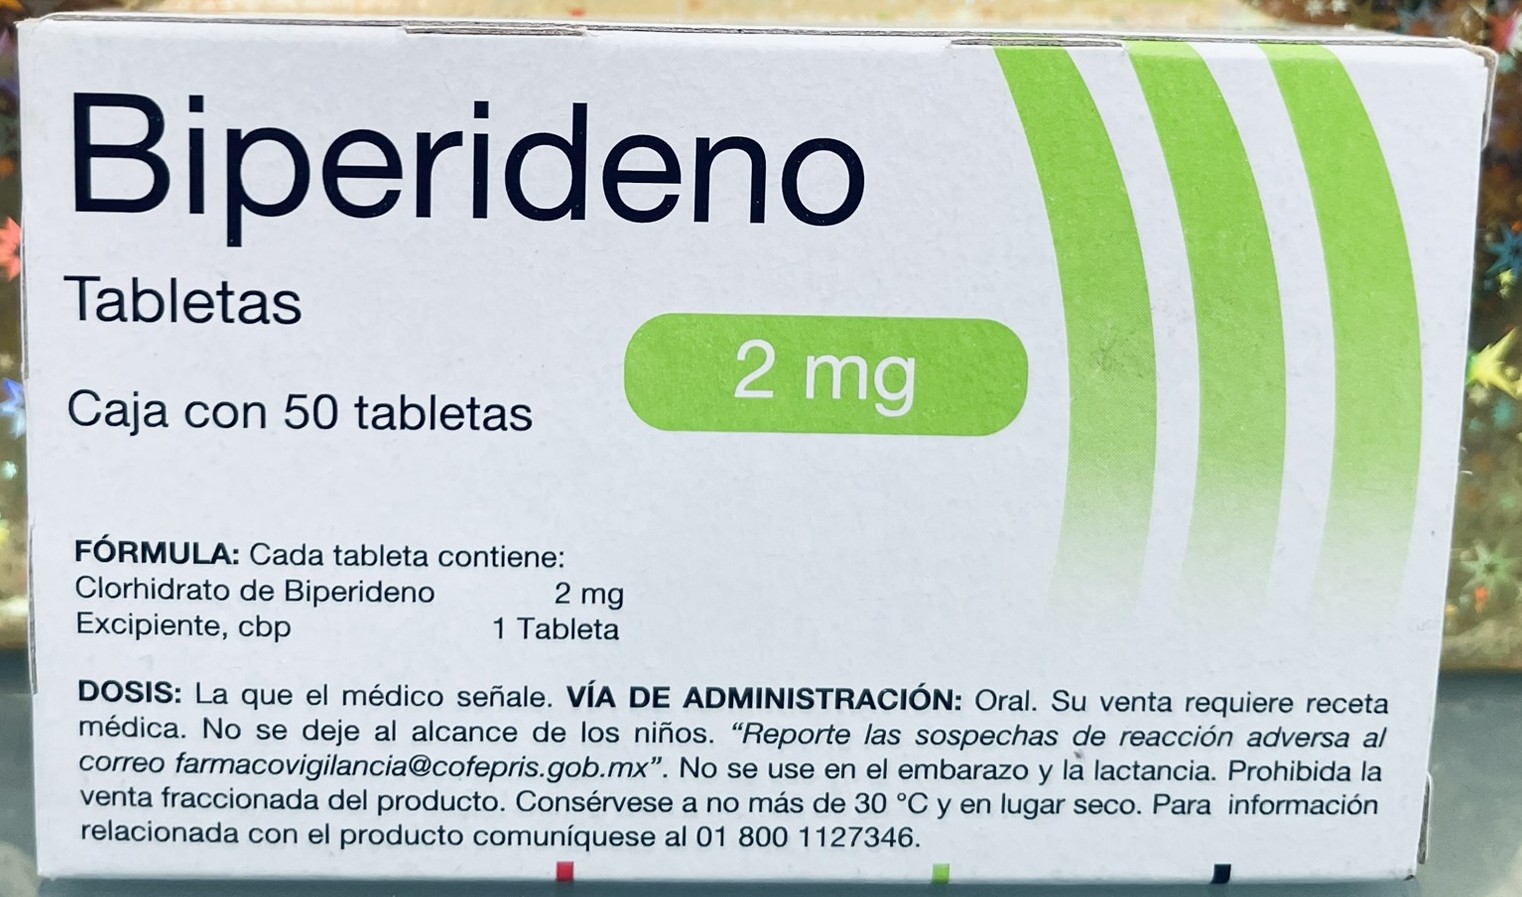 Biperideno
Tabletas
2 mg
Caja con 50 tabletas
FÓRMULA: Cada tableta contiene:
Clorhidrato de Biperideno 2 mg
Excipiente, cbp 1 Tableta
DOSIS: La que el médico señale. VÍA DE ADMINISTRACIÓN: Oral. Su venta requiere receta
médica. No se deje al alcance de los niños. “Reporte las sospechas de reacción adversa al
correo farmacovigilancia@cofepris.gob.mx”. No se use en el embarazo y la lactancia. Prohibida la
venta fraccionada del producto. Consérvese a no más de 30 °C y en lugar seco. Para información
relacionada con el producto comuníquese al 01 800 1127346.